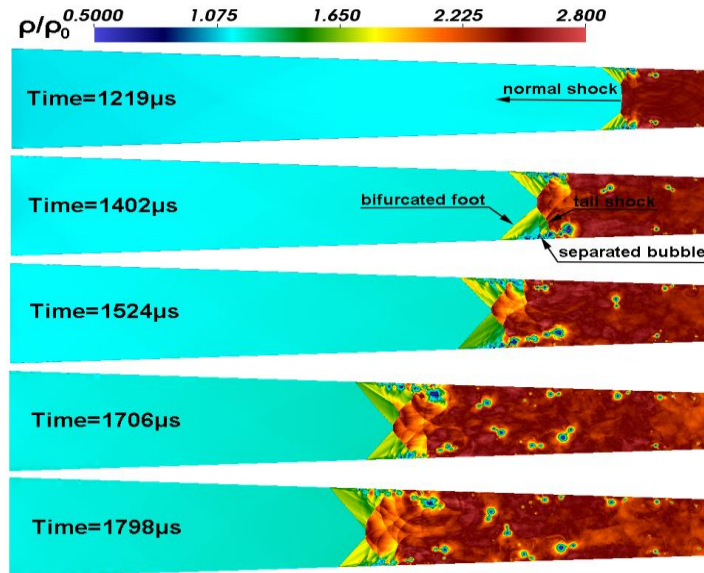 ρ/ρ0 0.5000 1.075 1.650 2.225 2.800
Time=1219μs
normal shock
Time=1402μs
bifurcated foot
tail shock
separated bubble
Time=1524μs
Time=1706μs
Time=1798μs